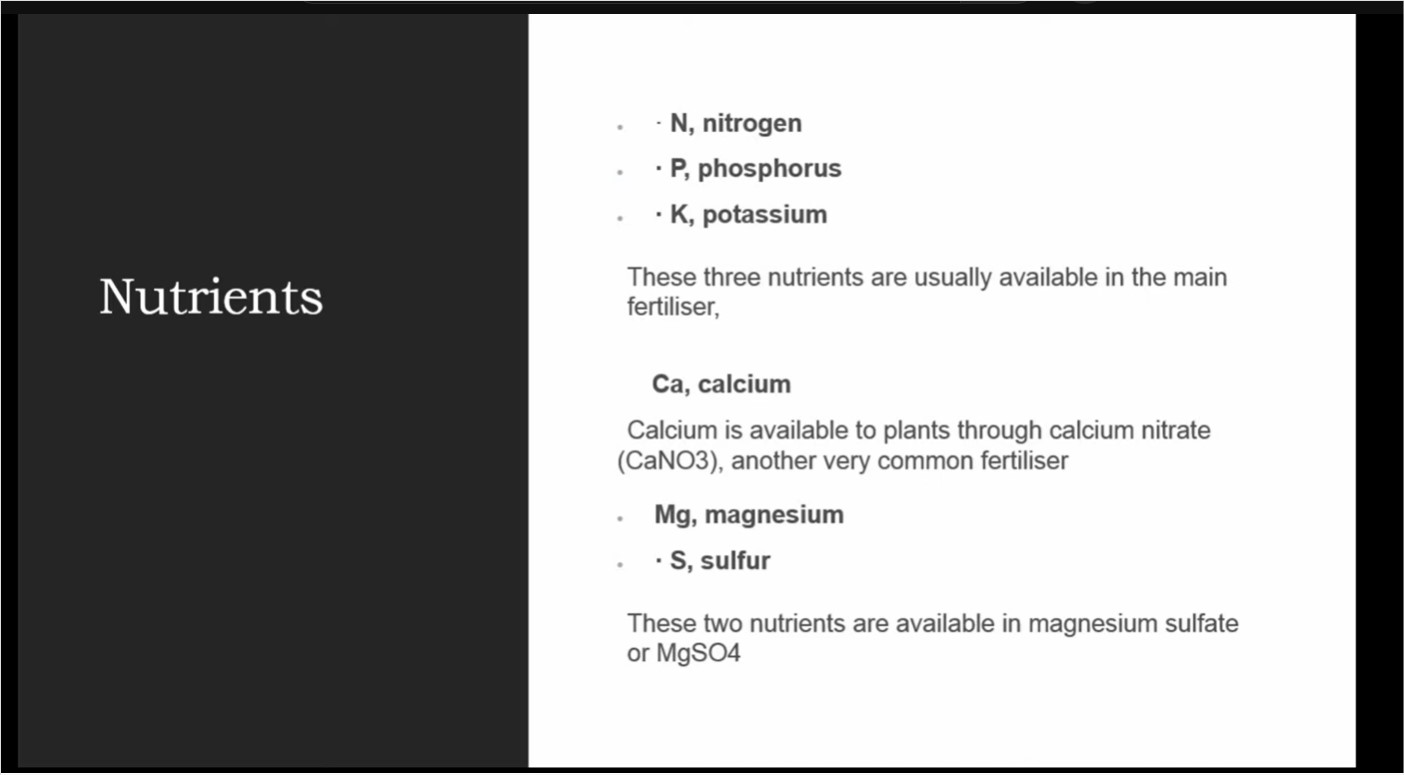 Nutrients
· N, nitrogen
· P, phosphorus
· K, potassium
These three nutrients are usually available in the main
fertiliser,
Ca, calcium
Calcium is available to plants through calcium nitrate
(CaNO3), another very common fertiliser
Mg, magnesium
· S, sulfur
These two nutrients are available in magnesium sulfate
or MgSO4